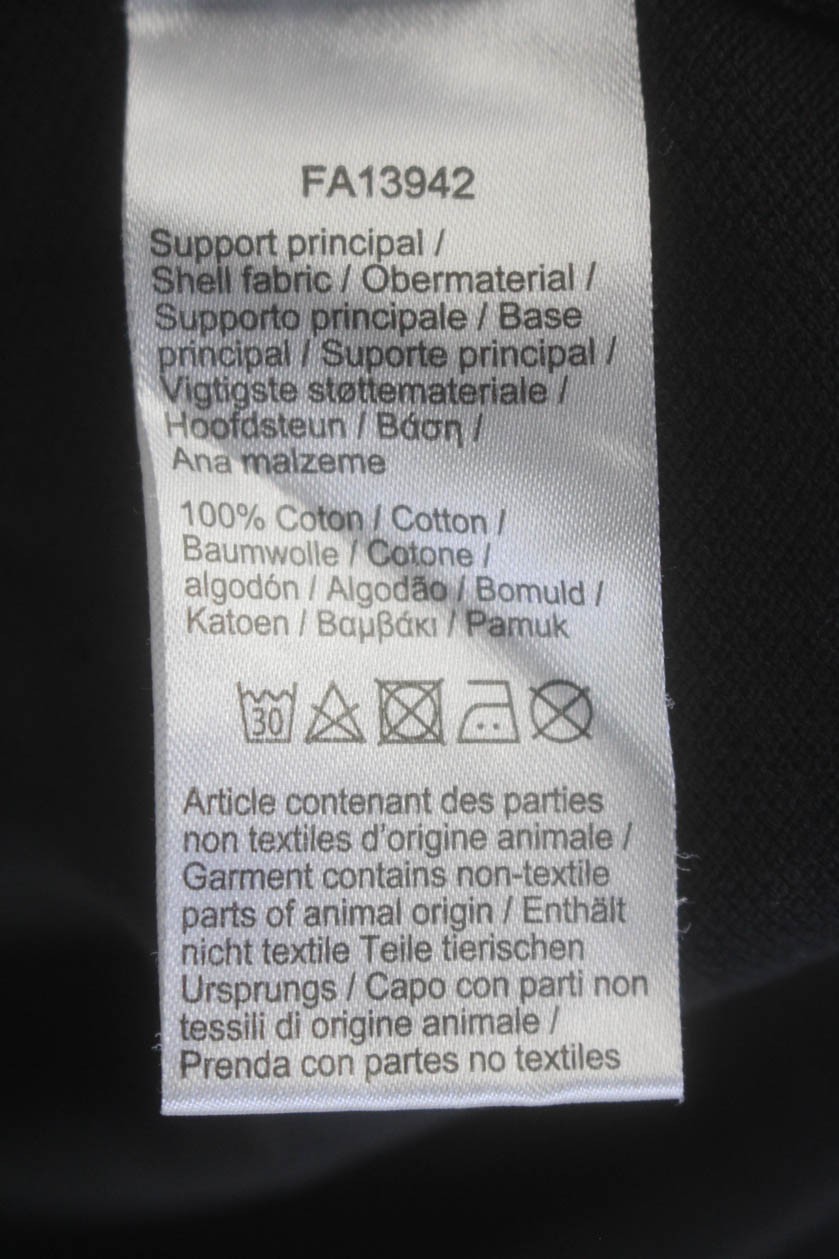 FA13942
Support principal /
Shell fabric / Obermaterial /
Supporto principale / Base
principal / Suporte principal /
Vigtigste støttemateriale /
Hoofdsteun / Βάση /
Ana malzeme
100% Coton / Cotton /
Baumwolle / Cotone /
algodón / Algodão / Bomuld /
Katoen / Βαμβάκι / Pamuk
30
Article contenant des parties
non textiles d'origine animale /
Garment contains non-textile
parts of animal origin / Enthält
nicht textile Teile tierischen
Ursprungs / Capo con parti non
tessili di origine animale /
Prenda con partes no textiles